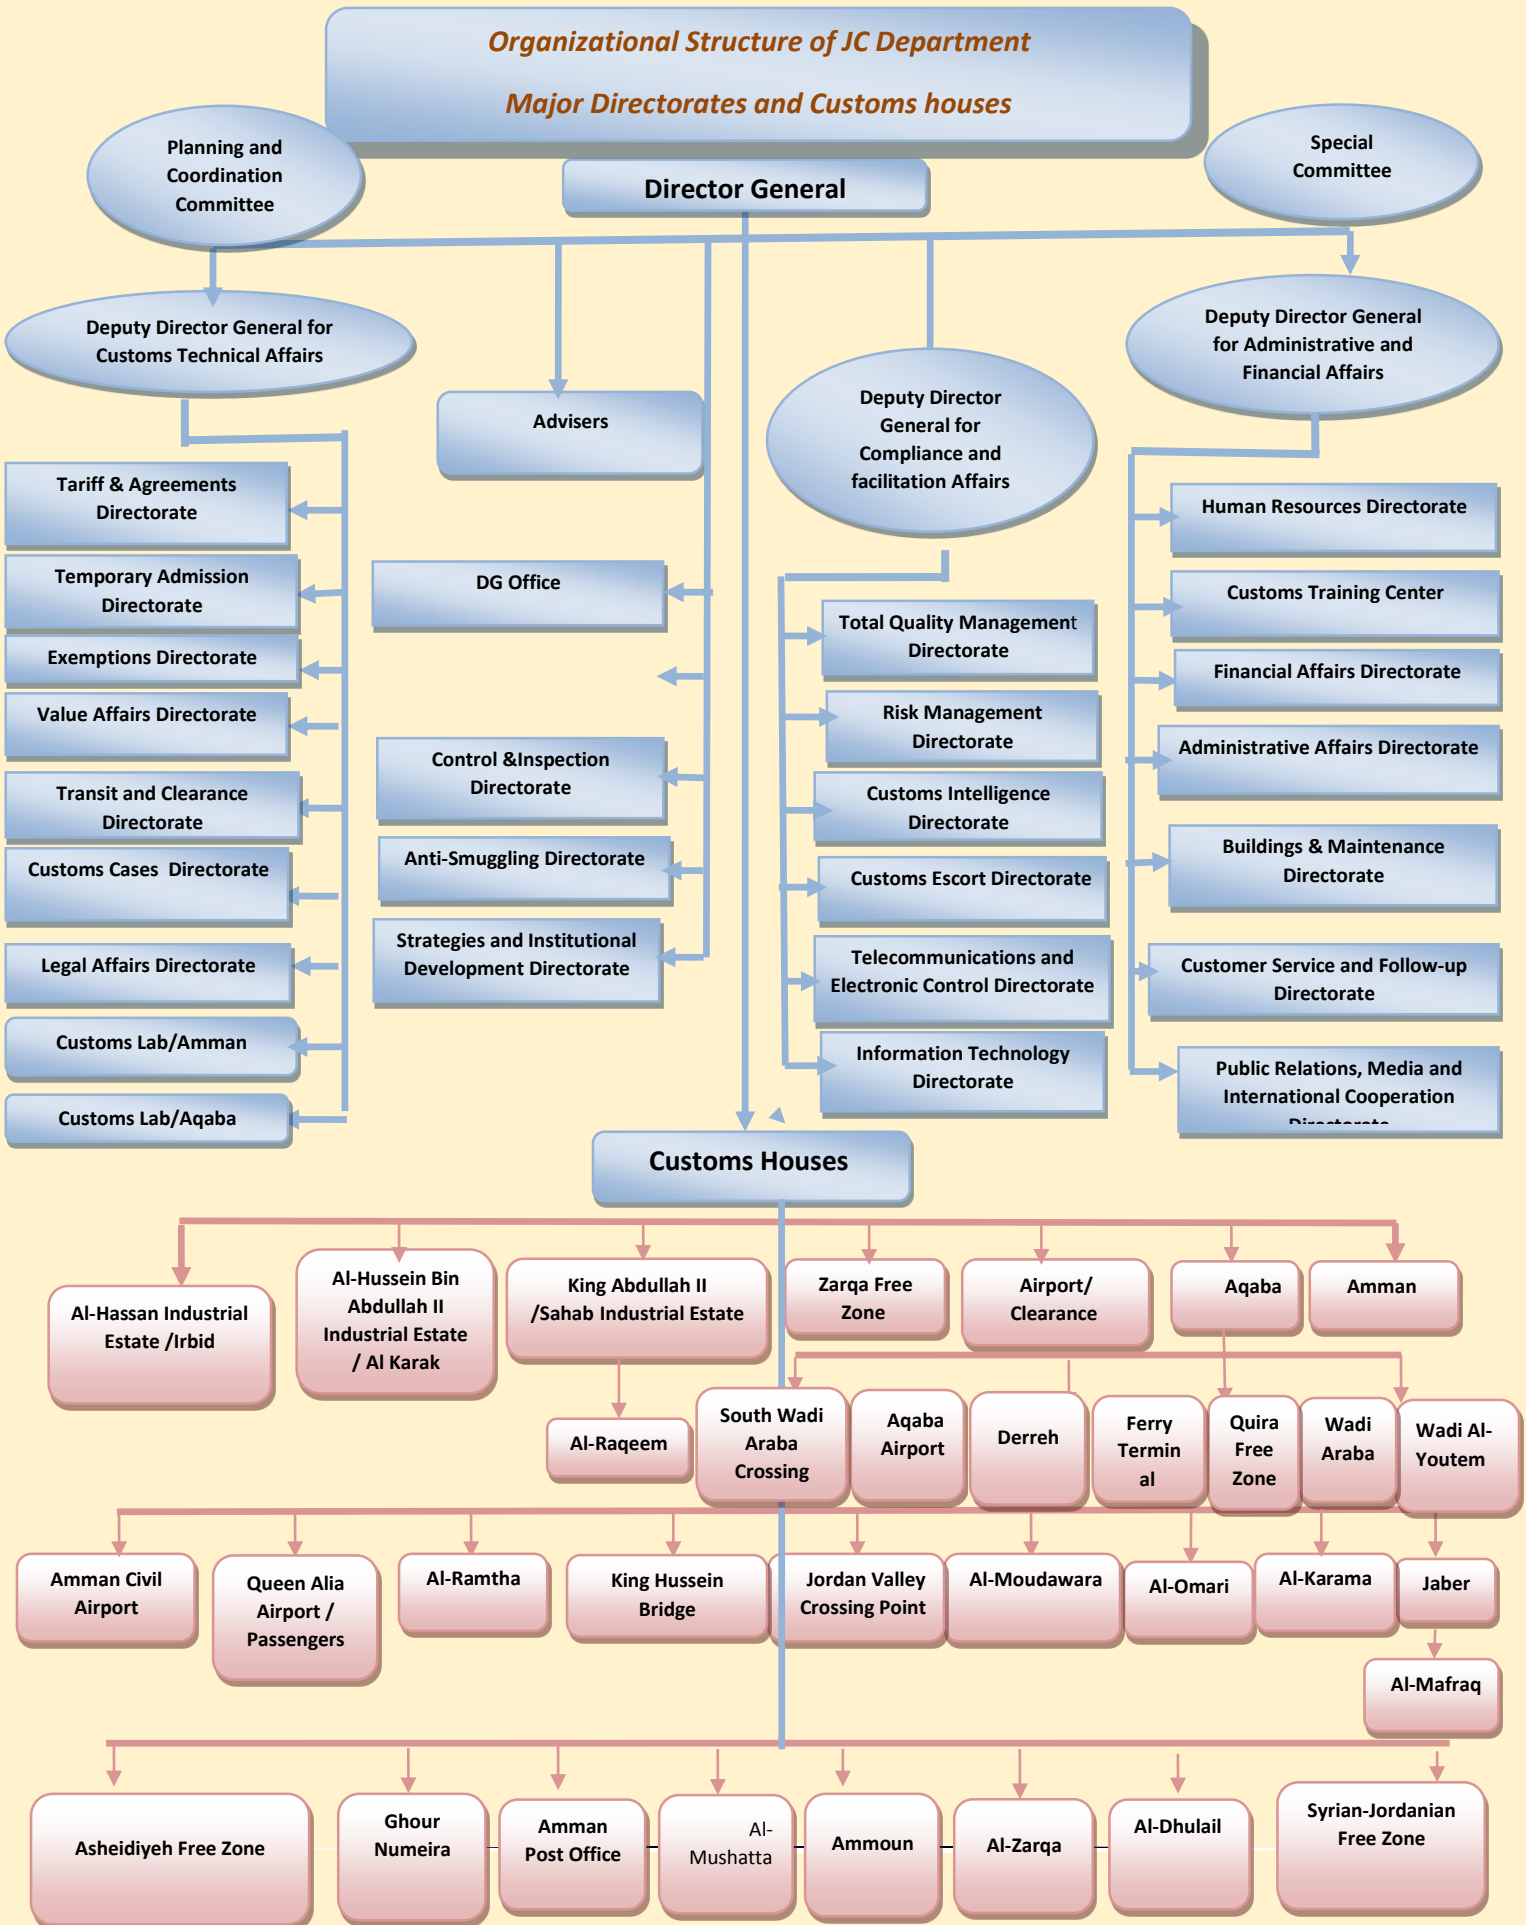 Organizational Structure of JC Department
Major Directorates and Customs houses
Planning and
Coordination
Committee
Special
Committee
Director General
Deputy Director General for
Customs Technical Affairs
Advisers
Deputy Director
General for
Compliance and
facilitation Affairs
Deputy Director General
for Administrative and
Financial Affairs
Tariff & Agreements
Directorate
Temporary Admission
Directorate
Exemptions Directorate
Value Affairs Directorate
Transit and Clearance
Directorate
Customs Cases  Directorate
Legal Affairs Directorate
Customs Lab/Amman
Customs Lab/Aqaba
DG Office
Control &Inspection
Directorate
Anti-Smuggling Directorate
Strategies and Institutional
Development Directorate
Total Quality Management
Directorate
Risk Management
Directorate
Customs Intelligence
Directorate
Customs Escort Directorate
Telecommunications and
Electronic Control Directorate
Information Technology
Directorate
Human Resources Directorate
Customs Training Center
Financial Affairs Directorate
Administrative Affairs Directorate
Buildings & Maintenance
Directorate
Customer Service and Follow-up
Directorate
Public Relations, Media and
International Cooperation
Directorate
Customs Houses
Al-Hassan Industrial
Estate /Irbid
Al-Hussein Bin
Abdullah II
Industrial Estate
/ Al Karak
King Abdullah II
/Sahab Industrial Estate
Zarqa Free
Zone
Airport/
Clearance
Aqaba
Amman
Al-Raqeem
South Wadi
Araba
Crossing
Aqaba
Airport
Derreh
Ferry
Termin
al
Quira
Free
Zone
Wadi
Araba
Wadi Al-
Youtem
Amman Civil
Airport
Queen Alia
Airport /
Passengers
Al-Ramtha
King Hussein
Bridge
Jordan Valley
Crossing Point
Al-Moudawara
Al-Omari
Al-Karama
Jaber
Al-Mafraq
Asheidiyeh Free Zone
Ghour
Numeira
Amman
Post Office
Al-
Mushatta
Ammoun
Al-Zarqa
Al-Dhulail
Syrian-Jordanian
Free Zone